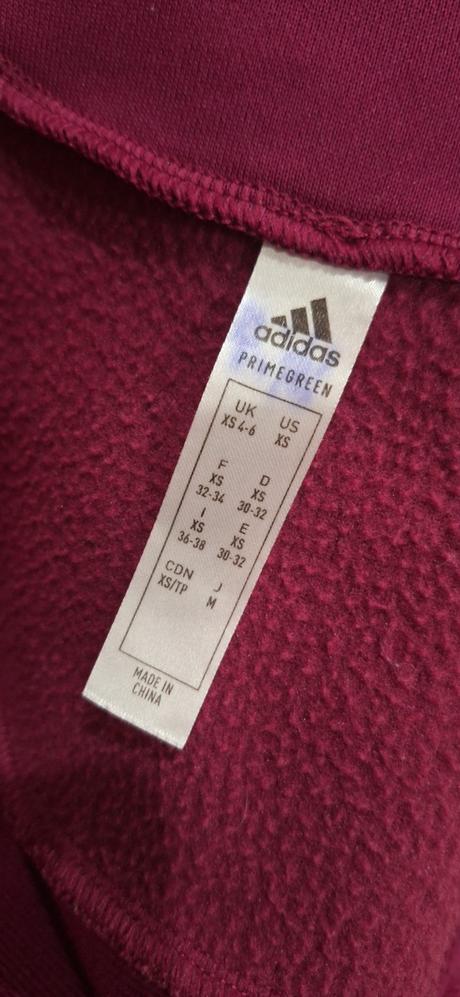 adidas
PRIMEGREEN
UK US
XS 4-6 XS
F D
XS XS
32-34 30-32
I E
XS XS
36-38 30-32
CDN J
XS/TP M
MADE IN
CHINA